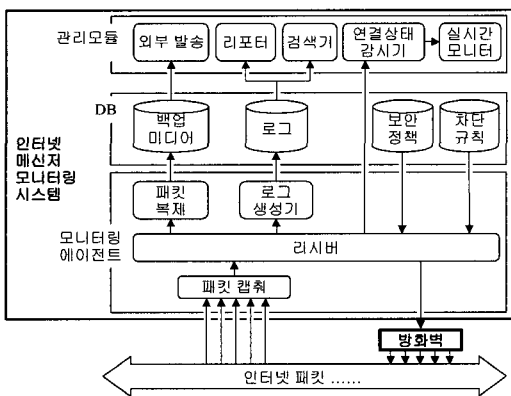 관리모듈
외부 발송
리포터
검색기
연결상태
감시기
실시간
모니터
DB
백업
미디어
로그
보안
정책
차단
규칙
인터넷
메신저
모니터링
시스템
패킷
복제
로그
생성기
모니터링
에이전트
리시버
패킷 캡춰
방화벽
인터넷 패킷 ......